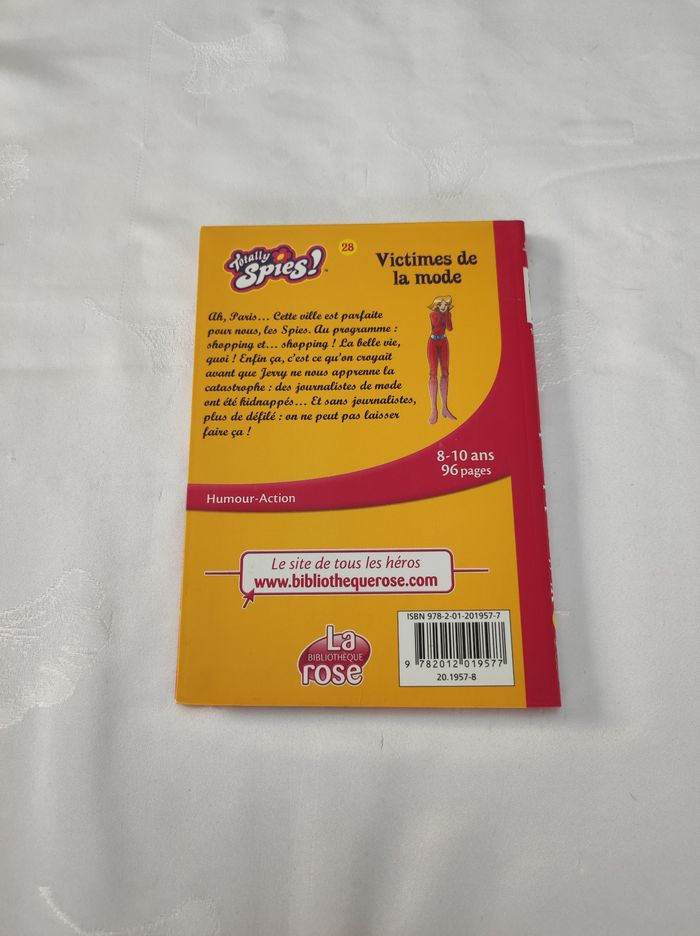 Totally
Spies!
TM
28
Victimes de
la mode
Ah, Paris... Cette ville est parfaite
pour nous, les Spies. Au programme :
shopping et... shopping ! La belle vie,
quoi ! Enfin ça, c'est ce qu'on croyait
avant que Jerry ne nous apprenne la
catastrophe : des journalistes de mode
ont été kidnappés... Et sans journalistes,
plus de défilé : on ne peut pas laisser
faire ça !
8-10 ans
96 pages
Humour-Action
Le site de tous les héros
www.bibliothequerose.com
La
BIBLIOTHÈQUE
rose
ISBN 978-2-01-201957-7
9 782012 019577
20.1957-8